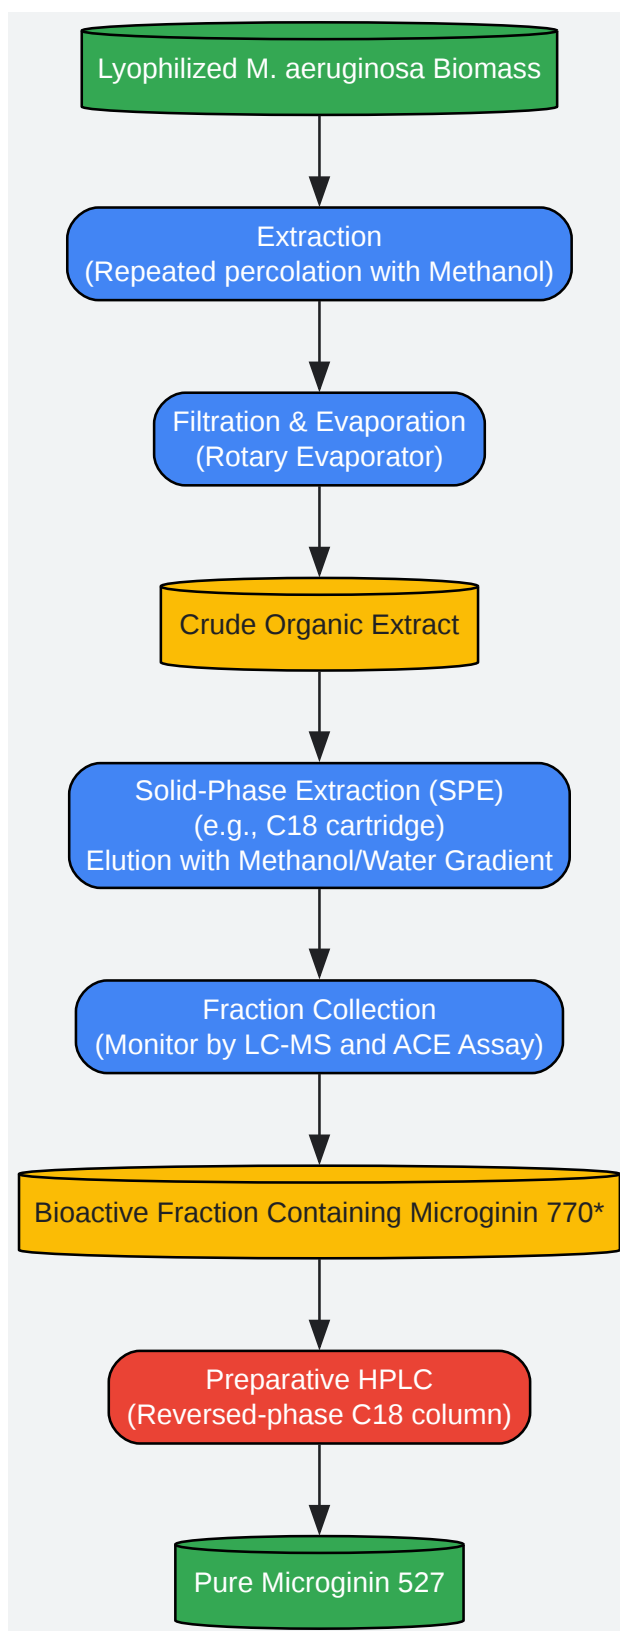 Lyophilized M. aeruginosa Biomass
Extraction
(Repeated percolation with Methanol)
Filtration & Evaporation
(Rotary Evaporator)
Crude Organic Extract
Solid-Phase Extraction (SPE)
(e.g., C18 cartridge)
Elution with Methanol/Water Gradient
Fraction Collection
(Monitor by LC-MS and ACE Assay)
Bioactive Fraction Containing Microginin 770*
Preparative HPLC
(Reversed-phase C18 column)
Pure Microginin 527